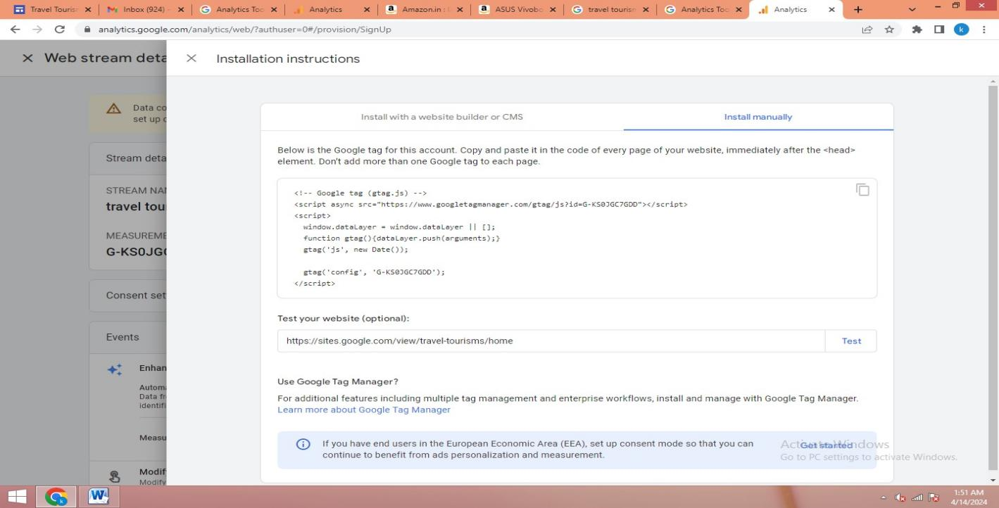 Travel Touris
Inbox (924) -
Analytics Too
Analytics
Amazon.in :
ASUS Vivobo
travel tourism
Analytics Too
Analytics
analytics.google.com/analytics/web/?authuser=0#/provision/SignUp
k
Web stream deta
Installation instructions
Data co
set up c
Stream deta
STREAM NA
travel tou
MEASUREME
G-KS0JG
Consent set
Events
Enhan
Autom
Data fr
identifi
Measu
Modif
Modify
Install with a website builder or CMS
Install manually
Below is the Google tag for this account. Copy and paste it in the code of every page of your website, immediately after the <head>
element. Don't add more than one Google tag to each page.
<!-- Google tag (gtag.js) -->
<script async src="https://www.googletagmanager.com/gtag/js?id=G-KS0JGC7GDD"></script>
<script>
window.dataLayer = window.dataLayer || [];
function gtag(){dataLayer.push(arguments);}
gtag('js', new Date());
gtag('config', 'G-KS0JGC7GDD');
</script>
Test your website (optional):
https://sites.google.com/view/travel-tourisms/home
Test
Use Google Tag Manager?
For additional features including multiple tag management and enterprise workflows, install and manage with Google Tag Manager.
Learn more about Google Tag Manager
If you have end users in the European Economic Area (EEA), set up consent mode so that you can
continue to benefit from ads personalization and measurement.
Get started
Activate Windows
Go to PC settings to activate Windows.
1:51 AM
4/14/2024